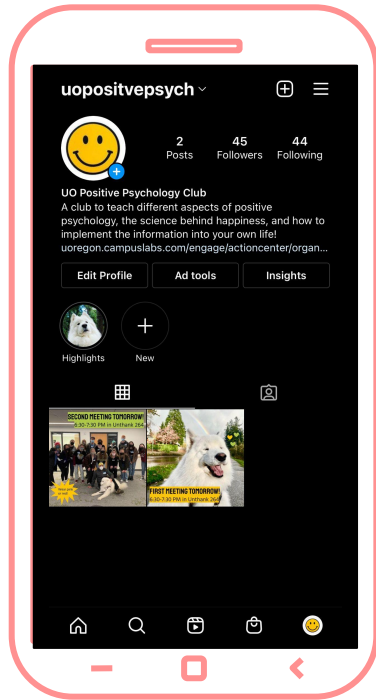 uopositvepsych
2 45 44
Posts Followers Following
UO Positive Psychology Club
A club to teach different aspects of positive
psychology, the science behind happiness, and how to
implement the information into your own life!
uoregon.campuslabs.com/engage/actioncenter/organ...
Edit Profile Ad tools Insights
Highlights New
SECOND MEETING TOMORROW!
6:30-7:30 PM in Unthank 264
FIRST MEETING TOMORROW!
6:30-7:30 PM in Unthank 264